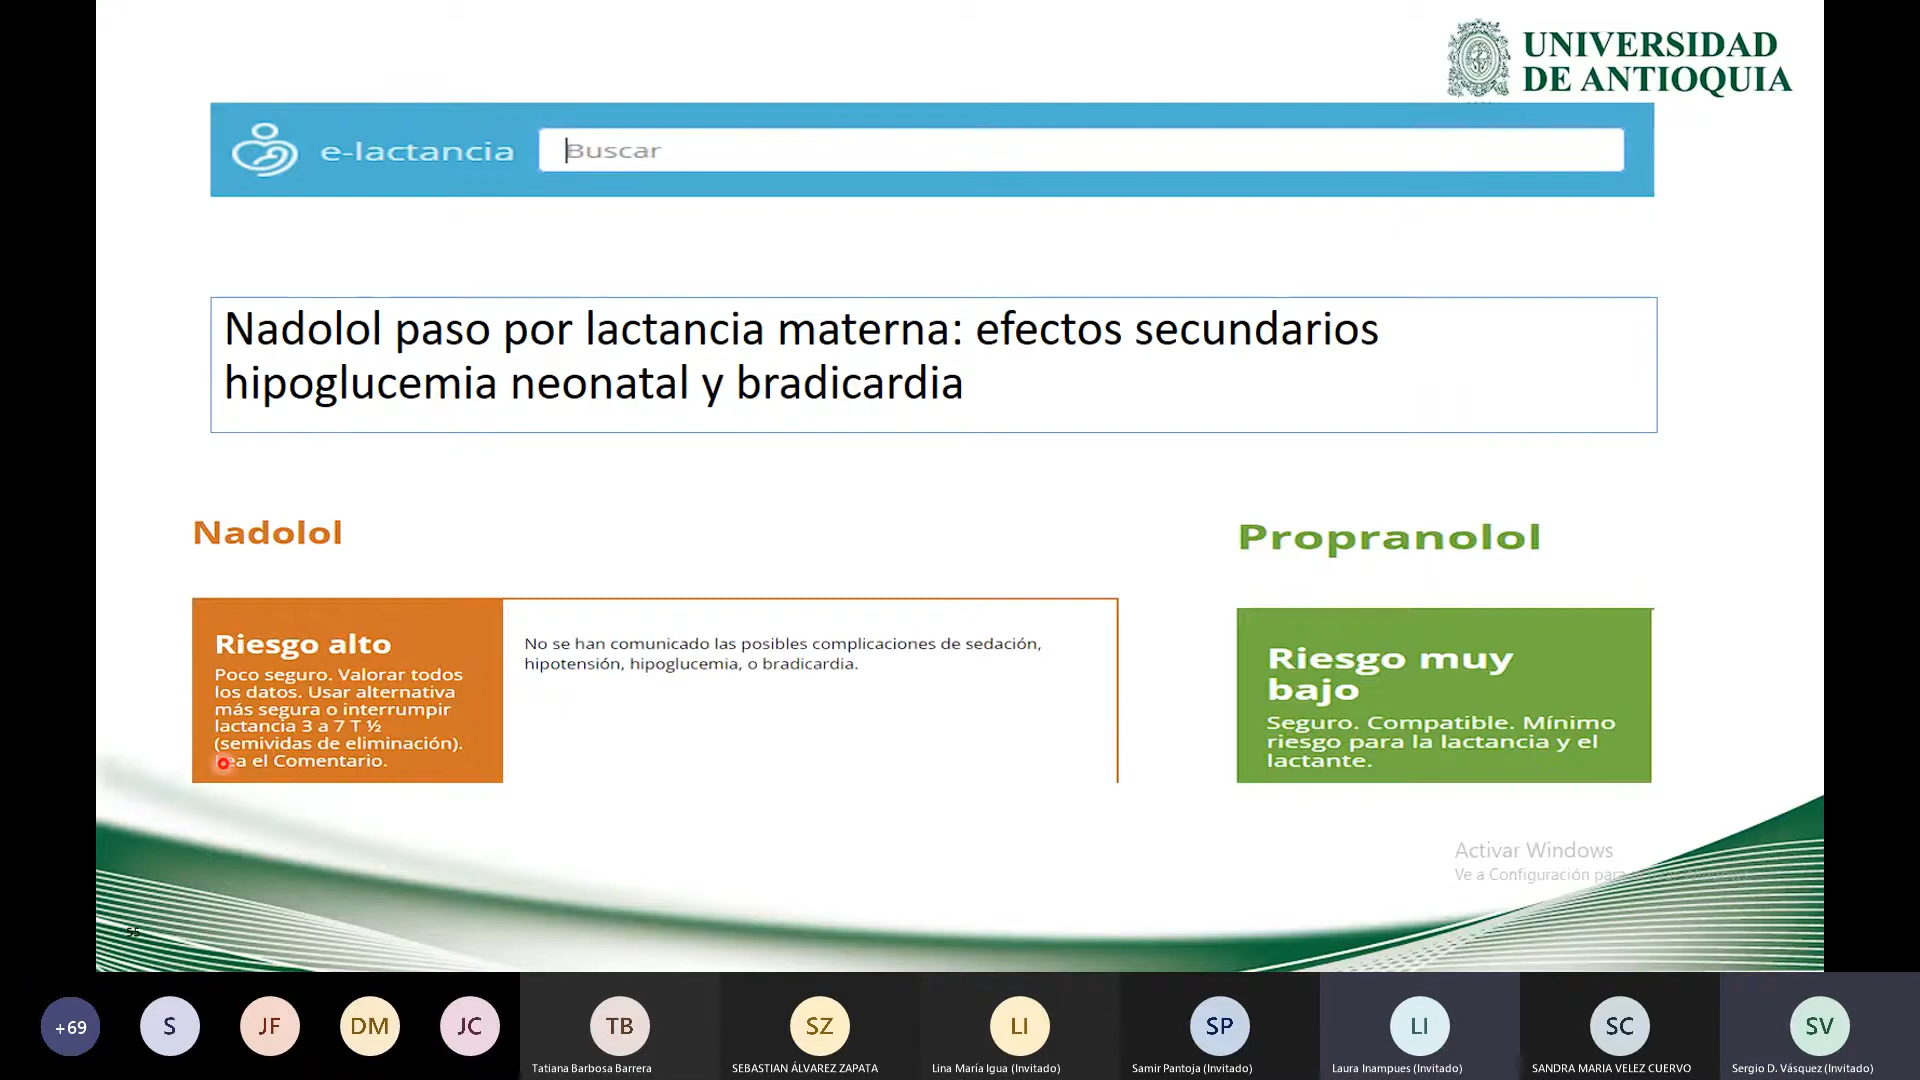 UNIVERSIDAD
DE ANTIOQUIA
e-lactancia
Buscar
Nadolol paso por lactancia materna: efectos secundarios
hipoglucemia neonatal y bradicardia
Nadolol
Riesgo alto
Poco seguro. Valorar todos
los datos. Usar alternativa
más segura o interrumpir
lactancia 3 a 7 T ½
(semividas de eliminación).
Lea el Comentario.
No se han comunicado las posibles complicaciones de sedación,
hipotensión, hipoglucemia, o bradicardia.
Propranolol
Riesgo muy
bajo
Seguro. Compatible. Mínimo
riesgo para la lactancia y el
lactante.
Activar Windows
Ve a Configuración para
55
+69
S
JF
DM
JC
TB
Tatiana Barbosa Barrera
SZ
SEBASTIAN ÁLVAREZ ZAPATA
LI
Lina María Igua (Invitado)
SP
Samir Pantoja (Invitado)
LI
Laura Inampues (Invitado)
SC
SANDRA MARIA VELEZ CUERVO
SV
Sergio D. Vásquez (Invitado)